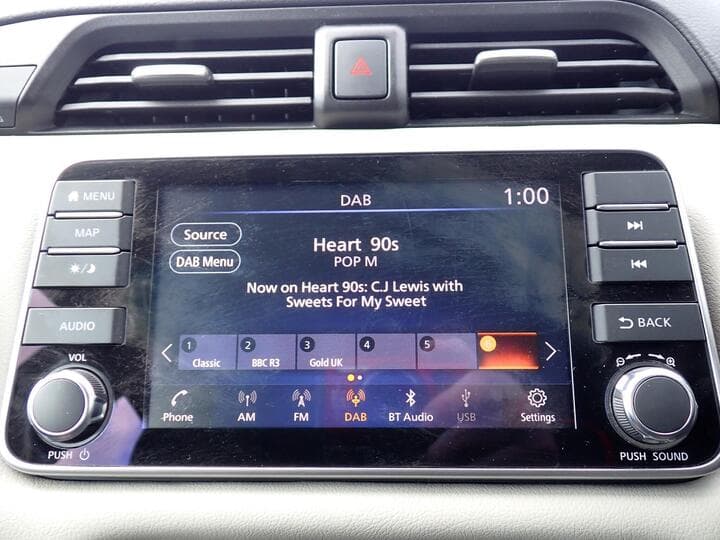 MENU
MAP
AUDIO
VOL
PUSH
DAB
1:00
Source
DAB Menu
Heart 90s
POP M
Now on Heart 90s: C.J Lewis with
Sweets For My Sweet
1
Classic
2
BBC R3
3
Gold UK
4
5
6
Phone
AM
FM
DAB
BT Audio
USB
Settings
BACK
PUSH SOUND